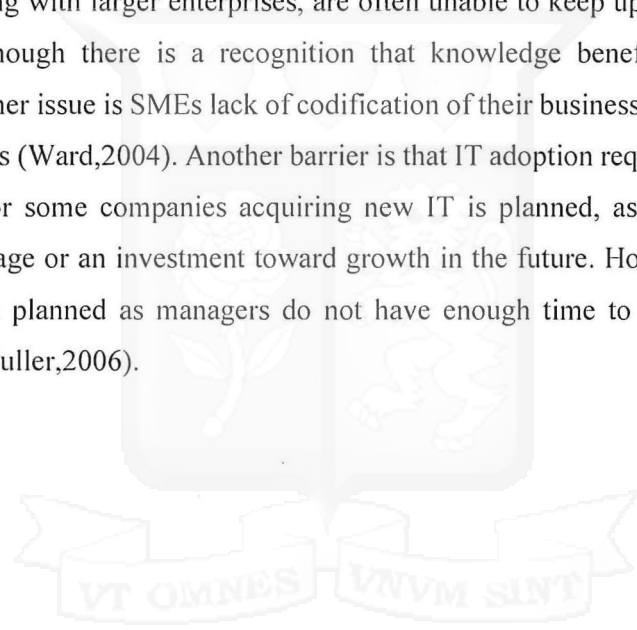 ng with larger enterprises, are often unable to keep up
hough there is a recognition that knowledge benef
ner issue is SMEs lack of codification of their business
s (Ward,2004). Another barrier is that IT adoption req
or some companies acquiring new IT is planned, as
age or an investment toward growth in the future. Ho
planned as managers do not have enough time to
uller,2006).
VT OMNES VNVM SINT